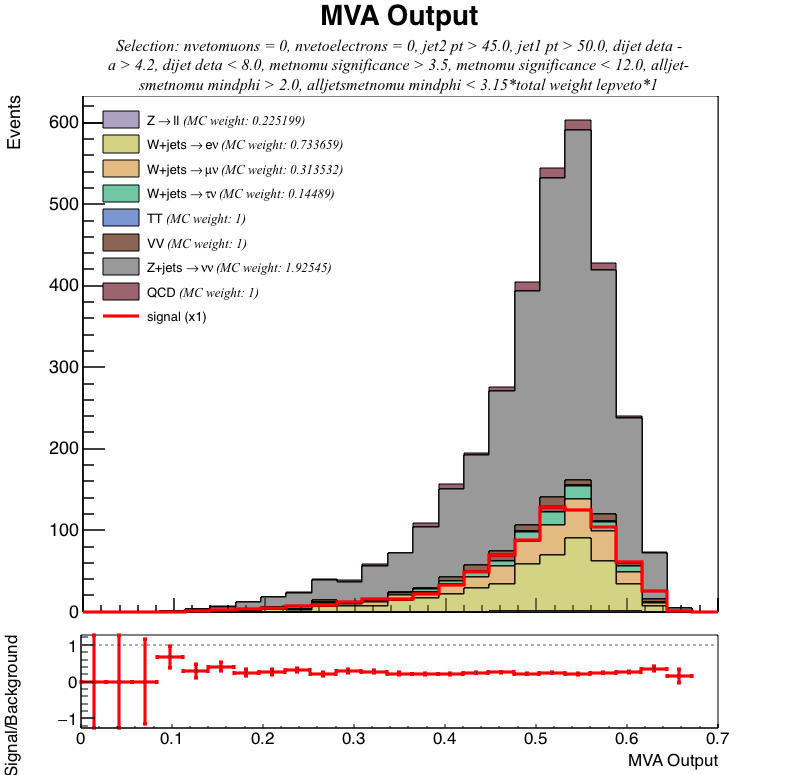 MVA Output
Selection: nvetomuons = 0, nvetoelectrons = 0, jet2 pt > 45.0, jet1 pt > 50.0, dijet deta -
a > 4.2, dijet deta < 8.0, metnomu significance > 3.5, metnomu significance < 12.0, alljet-
smetnomu mindphi > 2.0, alljetsmetnomu mindphi < 3.15*total weight lepveto*1
Events
600
500
400
300
200
100
0
Z→ll (MC weight: 0.225199)
W+jets→eν (MC weight: 0.733659)
W+jets→μν (MC weight: 0.313532)
W+jets→τν (MC weight: 0.14489)
TT (MC weight: 1)
VV (MC weight: 1)
Z+jets→νν (MC weight: 1.92545)
QCD (MC weight: 1)
signal (x1)
Signal/Background
1
0
−1
0 0.1 0.2 0.3 0.4 0.5 0.6 0.7
MVA Output